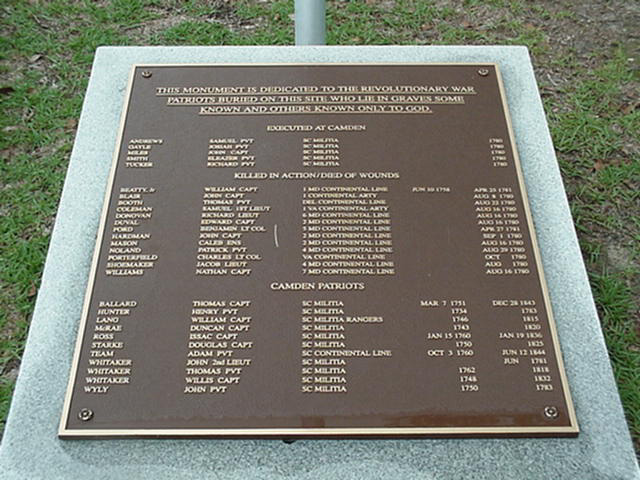 THIS MONUMENT IS DEDICATED TO THE REVOLUTIONARY WAR
PATRIOTS BURIED ON THIS SITE WHO LIE IN GRAVES SOME
KNOWN AND OTHERS KNOWN ONLY TO GOD.
EXECUTED AT CAMDEN
ANDREWS SAMUEL PVT SC MILITIA 1780
GAYLE JOSIAH PVT SC MILITIA 1780
MILES JOHN CAPT SC MILITIA 1780
SMITH ELEAZER PVT SC MILITIA 1780
TUCKER RICHARD PVT SC MILITIA 1780
KILLED IN ACTION/DIED OF WOUNDS
BEATTY, Jr WILLIAM CAPT 1 MD CONTINENTAL LINE JUN 10 1758 APR 25 1781
BLAIR JOHN CAPT 1 CONTINENTAL ARTY AUG 8 1780
BOOTH THOMAS PVT DEL CONTINENTAL LINE AUG 22 1780
COLEMAN SAMUEL 1ST LIEUT 1 VA CONTINENTAL ARTY AUG 16 1780
DONOVAN RICHARD LIEUT 6 MD CONTINENTAL LINE AUG 16 1780
DUVAL EDWARD CAPT 2 MD CONTINENTAL LINE AUG 16 1780
FORD BENJAMIN LT COL 5 MD CONTINENTAL LINE APR 27 1781
HARDMAN JOHN CAPT 2 MD CONTINENTAL LINE SEP 1 1780
MASON CALEB ENS 2 MD CONTINENTAL LINE AUG 16 1780
NOLAND PATRICK PVT 4 MD CONTINENTAL LINE AUG 29 1780
PORTERFIELD CHARLES LT COL VA CONTINENTAL LINE OCT 1780
SHOEMAKER JACOB LIEUT 4 MD CONTINENTAL LINE AUG 1780
WILLIAMS NATHAN CAPT 7 MD CONTINENTAL LINE AUG 16 1780
CAMDEN PATRIOTS
BALLARD THOMAS CAPT SC MILITIA MAR 7 1751 DEC 28 1843
HUNTER HENRY PVT SC MILITIA 1734 1783
LANG WILLIAM CAPT SC MILITIA RANGERS 1746 1815
McRAE DUNCAN CAPT SC MILITIA 1743 1820
ROSS ISSAC CAPT SC MILITIA JAN 15 1760 JAN 19 1836
STARKE DOUGLAS CAPT SC MILITIA 1750 1825
TEAM ADAM PVT SC CONTINENTAL LINE OCT 3 1760 JUN 12 1844
WHITAKER JOHN 2nd LIEUT SC MILITIA JUN 1781
WHITAKER THOMAS PVT SC MILITIA 1762 1818
WHITAKER WILLIS CAPT SC MILITIA 1748 1832
WYLY JOHN PVT SC MILITIA 1750 1783